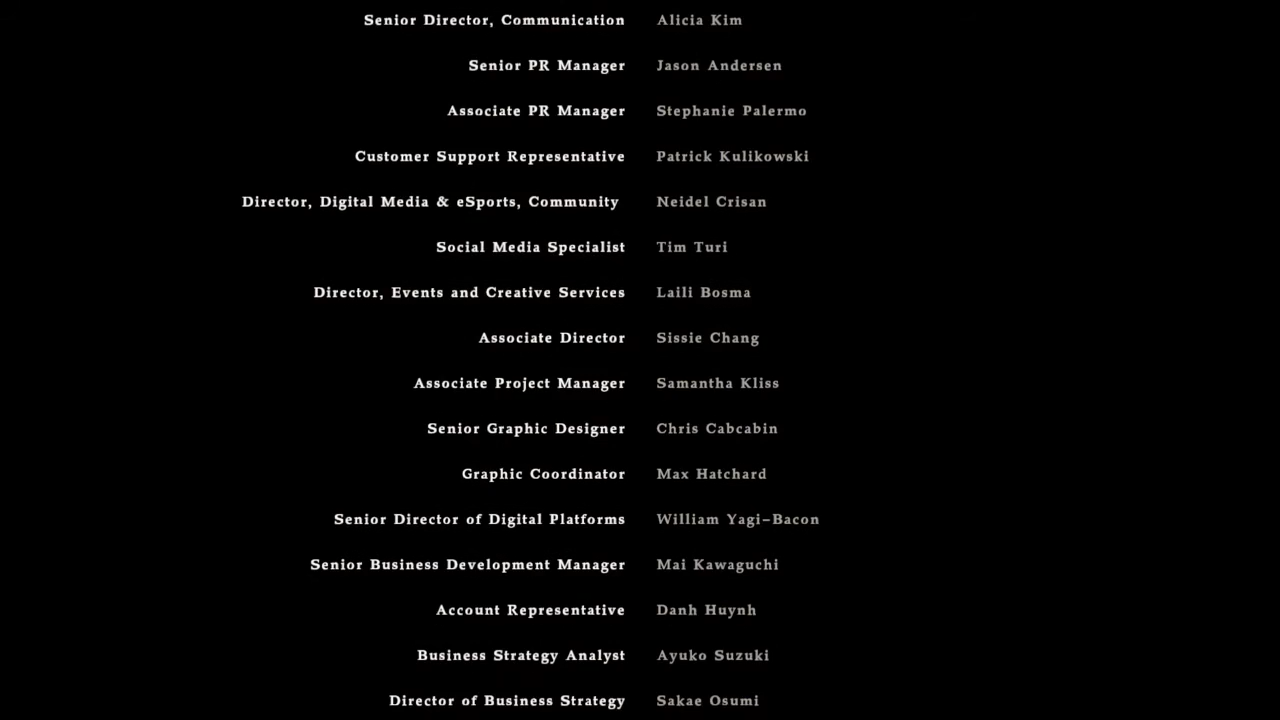 Senior Director, Communication Alicia Kim
Senior PR Manager Jason Andersen
Associate PR Manager Stephanie Palermo
Customer Support Representative Patrick Kulikowski
Director, Digital Media & eSports, Community Neidel Crisan
Social Media Specialist Tim Turi
Director, Events and Creative Services Laili Bosma
Associate Director Sissie Chang
Associate Project Manager Samantha Kliss
Senior Graphic Designer Chris Cabcabin
Graphic Coordinator Max Hatchard
Senior Director of Digital Platforms William Yagi-Bacon
Senior Business Development Manager Mai Kawaguchi
Account Representative Danh Huynh
Business Strategy Analyst Ayuko Suzuki
Director of Business Strategy Sakae Osumi